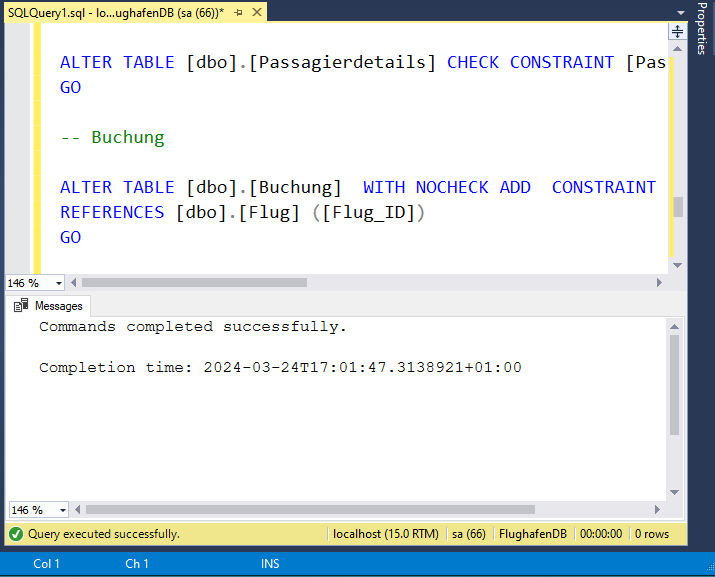 SQLQuery1.sql - lo...ughafenDB (sa (66))*
Properties
ALTER TABLE [dbo].[Passagierdetails] CHECK CONSTRAINT [Pas
GO
-- Buchung
ALTER TABLE [dbo].[Buchung]  WITH NOCHECK ADD  CONSTRAINT
REFERENCES [dbo].[Flug] ([Flug_ID])
GO
146 %
Messages
Commands completed successfully.
Completion time: 2024-03-24T17:01:47.3138921+01:00
146 %
Query executed successfully. localhost (15.0 RTM) sa (66) FlughafenDB 00:00:00 0 rows
Col 1 Ch 1 INS